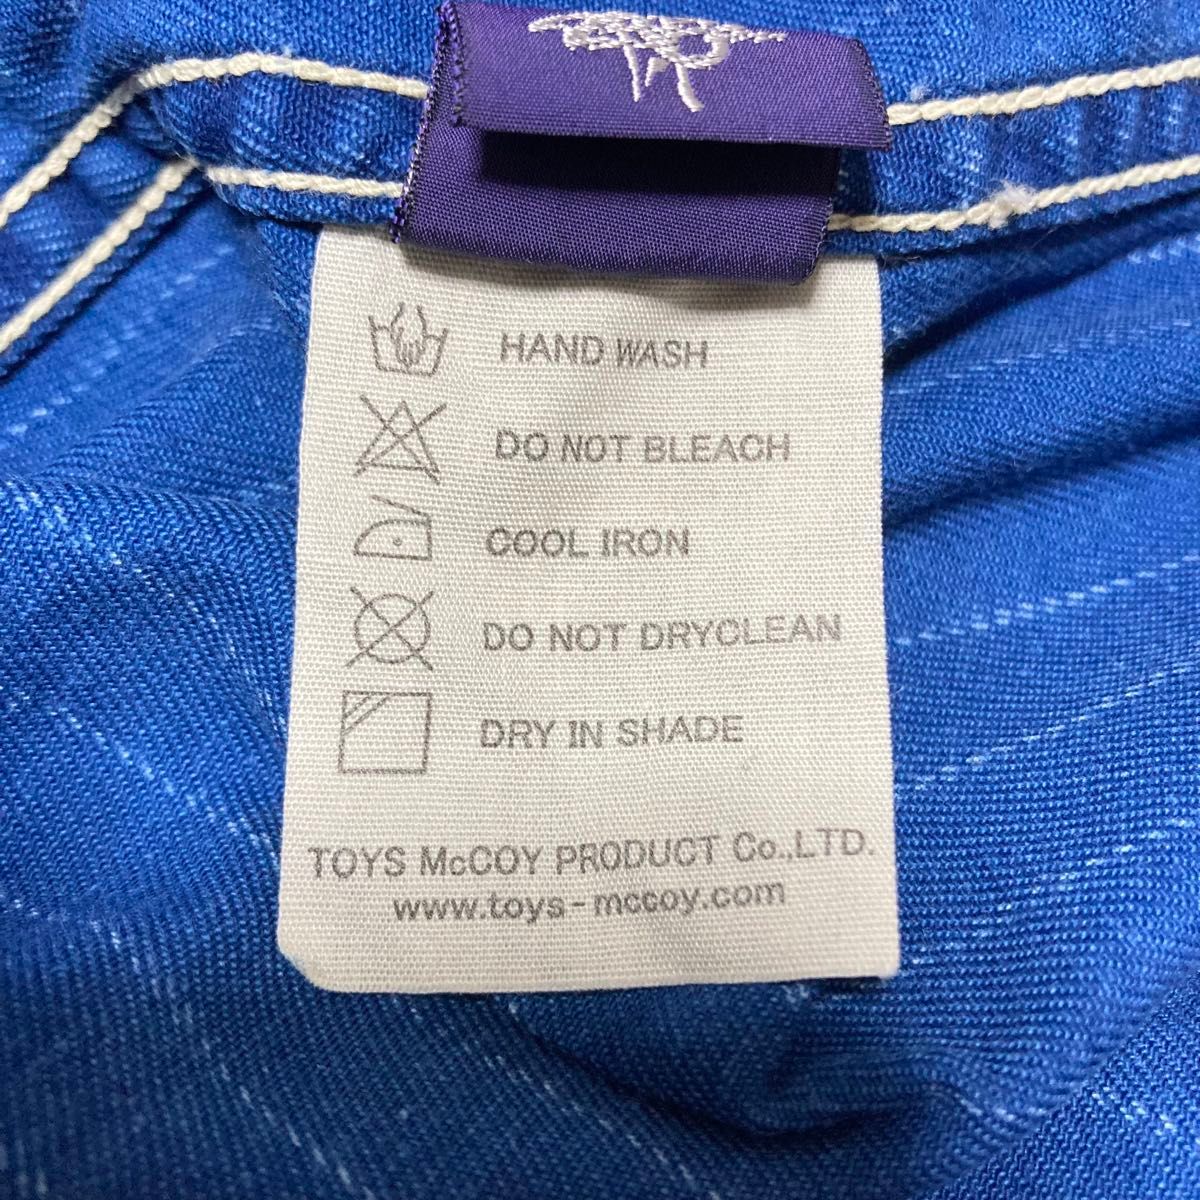 HAND WASH
DO NOT BLEACH
COOL IRON
DO NOT DRYCLEAN
DRY IN SHADE
TOYS McCOY PRODUCT Co.,LTD.
www.toys-mccoy.com